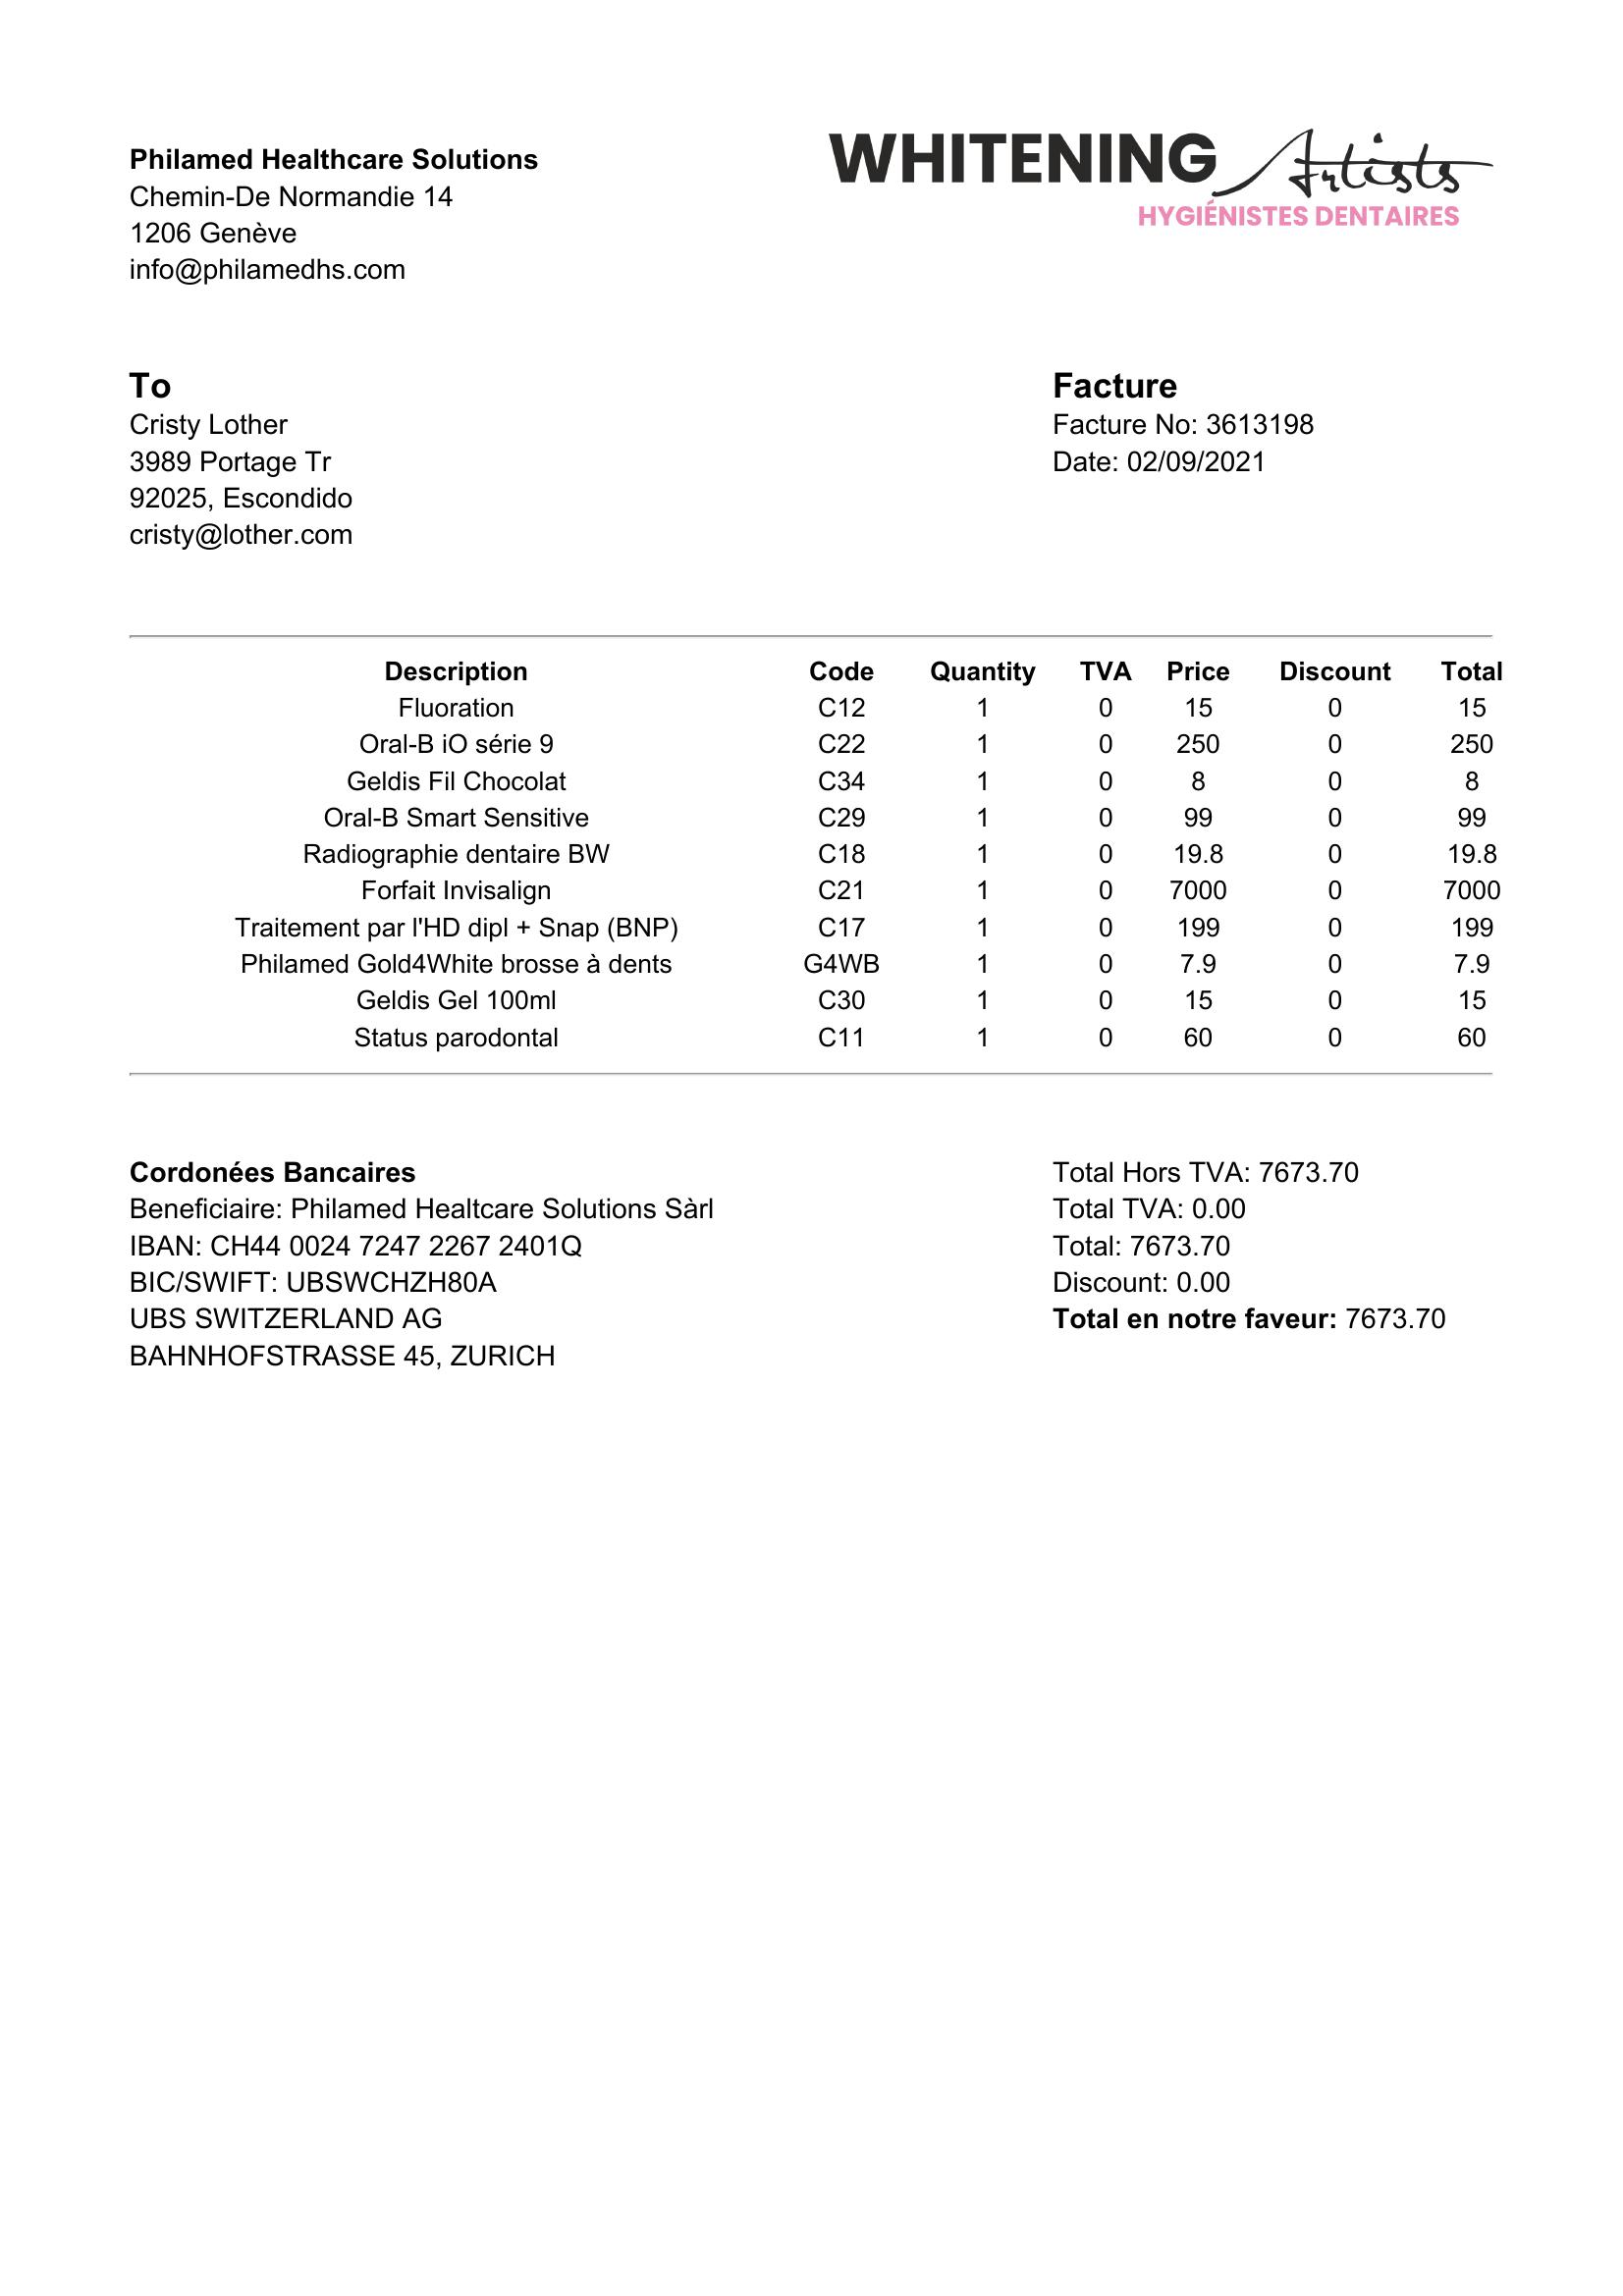 WHITENING Artists
HYGIÉNISTES DENTAIRES
Philamed Healthcare Solutions
Chemin-De Normandie 14
1206 Genève
info@philamedhs.com
To
Cristy Lother
3989 Portage Tr
92025, Escondido
cristy@lother.com
Facture
Facture No: 3613198
Date: 02/09/2021
Description Code Quantity TVA Price Discount Total
Fluoration C12 1 0 15 0 15
Oral-B iO série 9 C22 1 0 250 0 250
Geldis Fil Chocolat C34 1 0 8 0 8
Oral-B Smart Sensitive C29 1 0 99 0 99
Radiographie dentaire BW C18 1 0 19.8 0 19.8
Forfait Invisalign C21 1 0 7000 0 7000
Traitement par l'HD dipl + Snap (BNP) C17 1 0 199 0 199
Philamed Gold4White brosse à dents G4WB 1 0 7.9 0 7.9
Geldis Gel 100ml C30 1 0 15 0 15
Status parodontal C11 1 0 60 0 60
Cordonées Bancaires
Beneficiaire: Philamed Healtcare Solutions Sàrl
IBAN: CH44 0024 7247 2267 2401Q
BIC/SWIFT: UBSWCHZH80A
UBS SWITZERLAND AG
BAHNHOFSTRASSE 45, ZURICH
Total Hors TVA: 7673.70
Total TVA: 0.00
Total: 7673.70
Discount: 0.00
Total en notre faveur: 7673.70